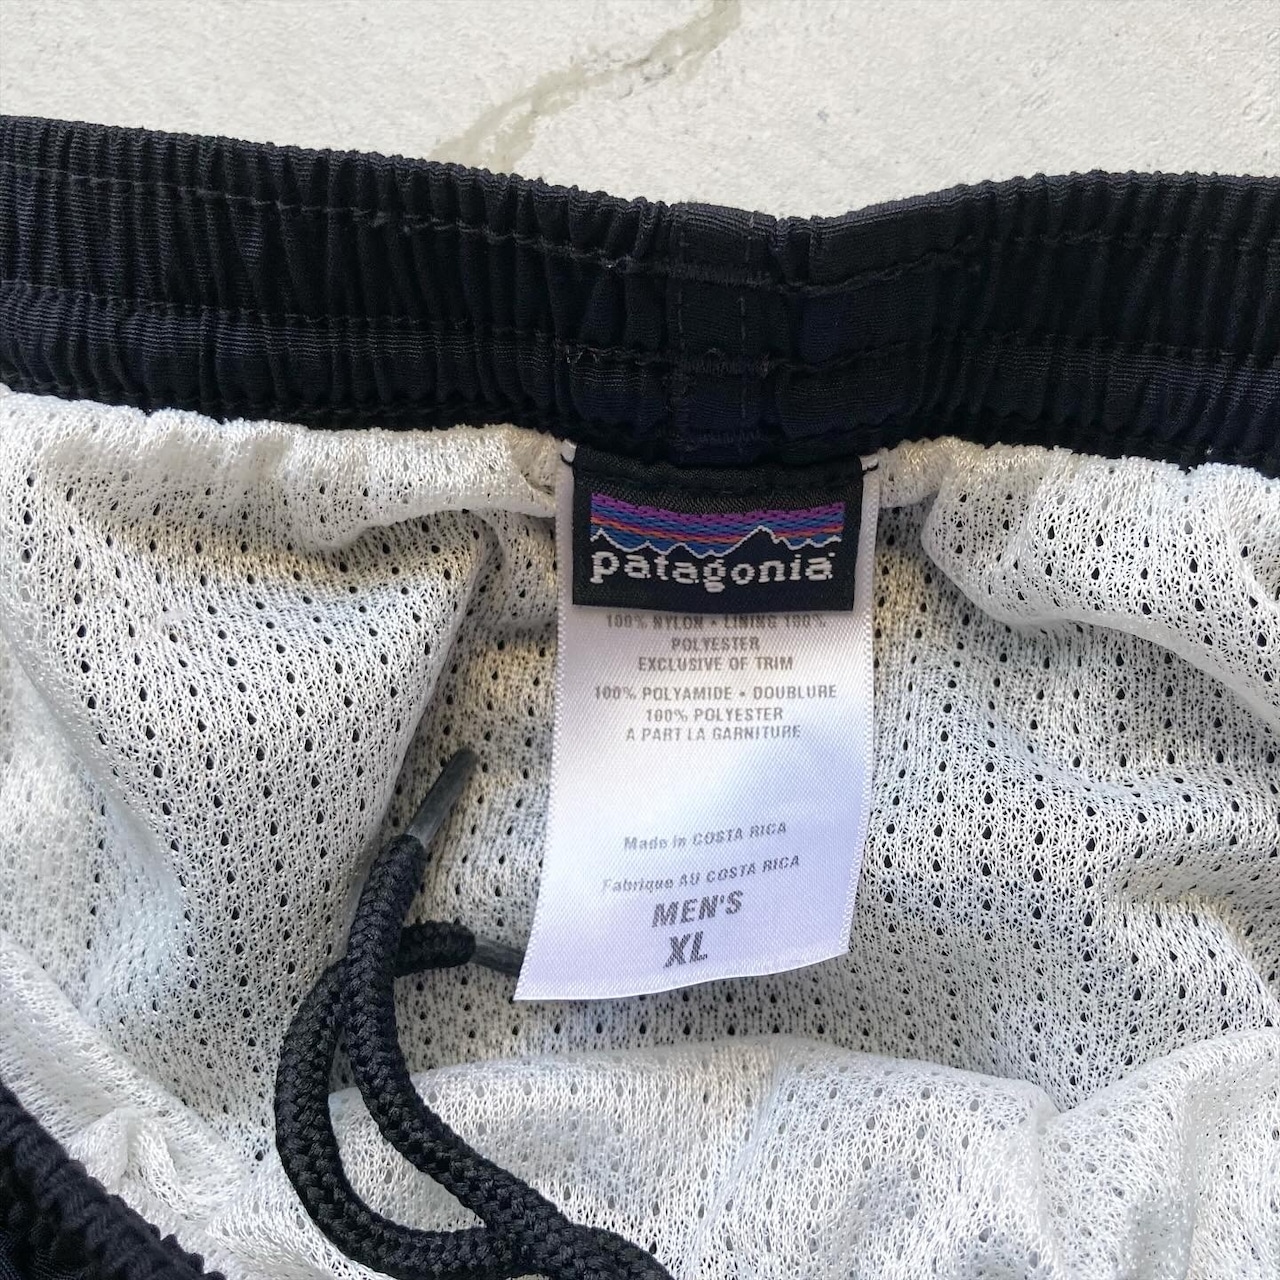 patagonia
100% NYLON • LINING 100%
POLYESTER
EXCLUSIVE OF TRIM
100% POLYAMIDE • DOUBLURE
100% POLYESTER
A PART LA GARNITURE
Made in COSTA RICA
Fabrique AU COSTA RICA
MEN'S
XL